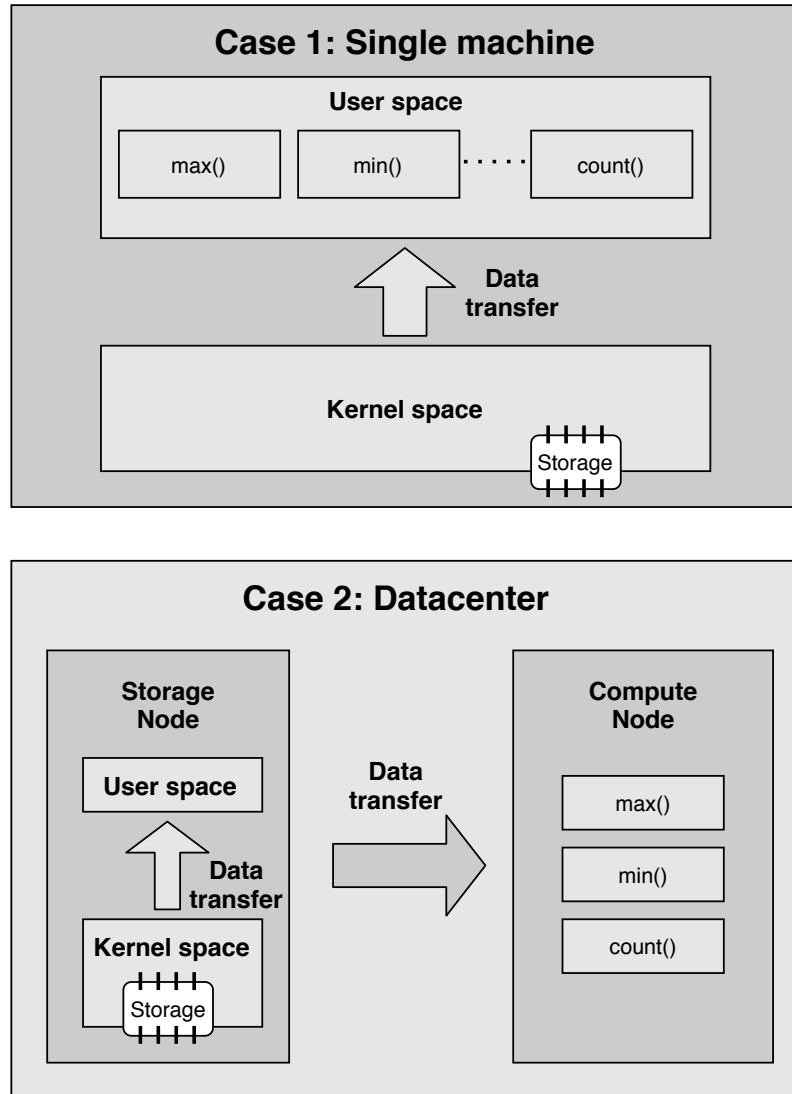 Case 1: Single machine
User space
max()
min()
.....
count()
Data
transfer
Kernel space
Storage
Case 2: Datacenter
Storage
Node
User space
Data
transfer
Kernel space
Storage
Data
transfer
Compute
Node
max()
min()
count()